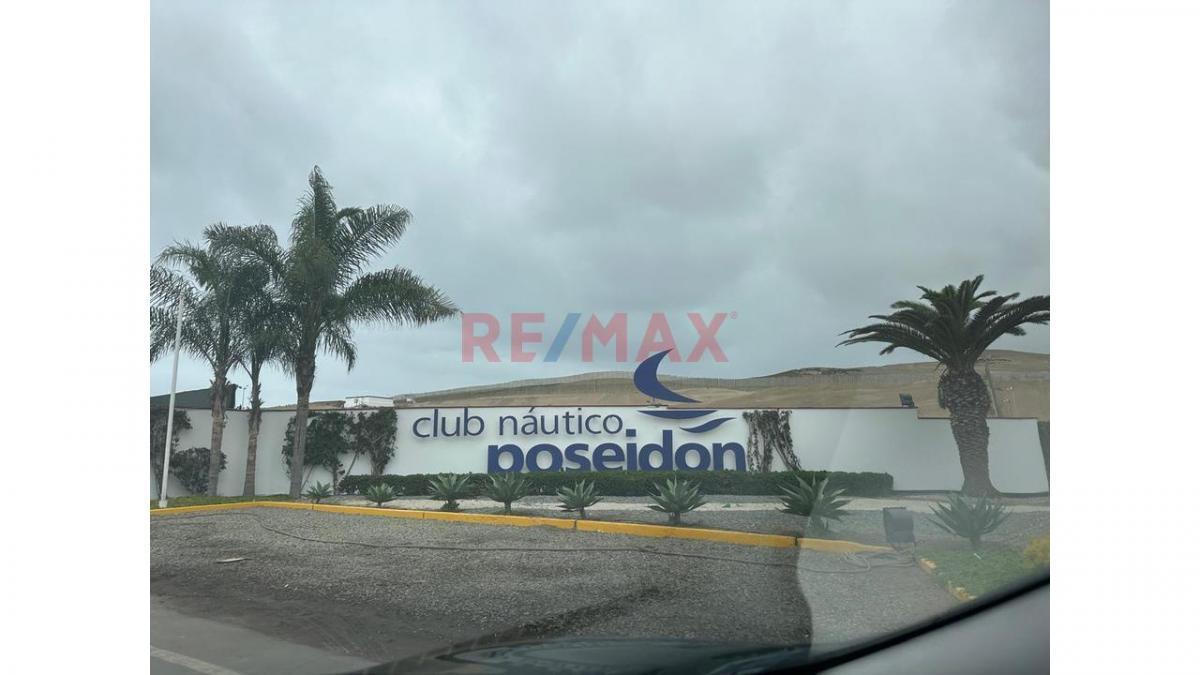 RE/MAX®
club náutico
poseidon